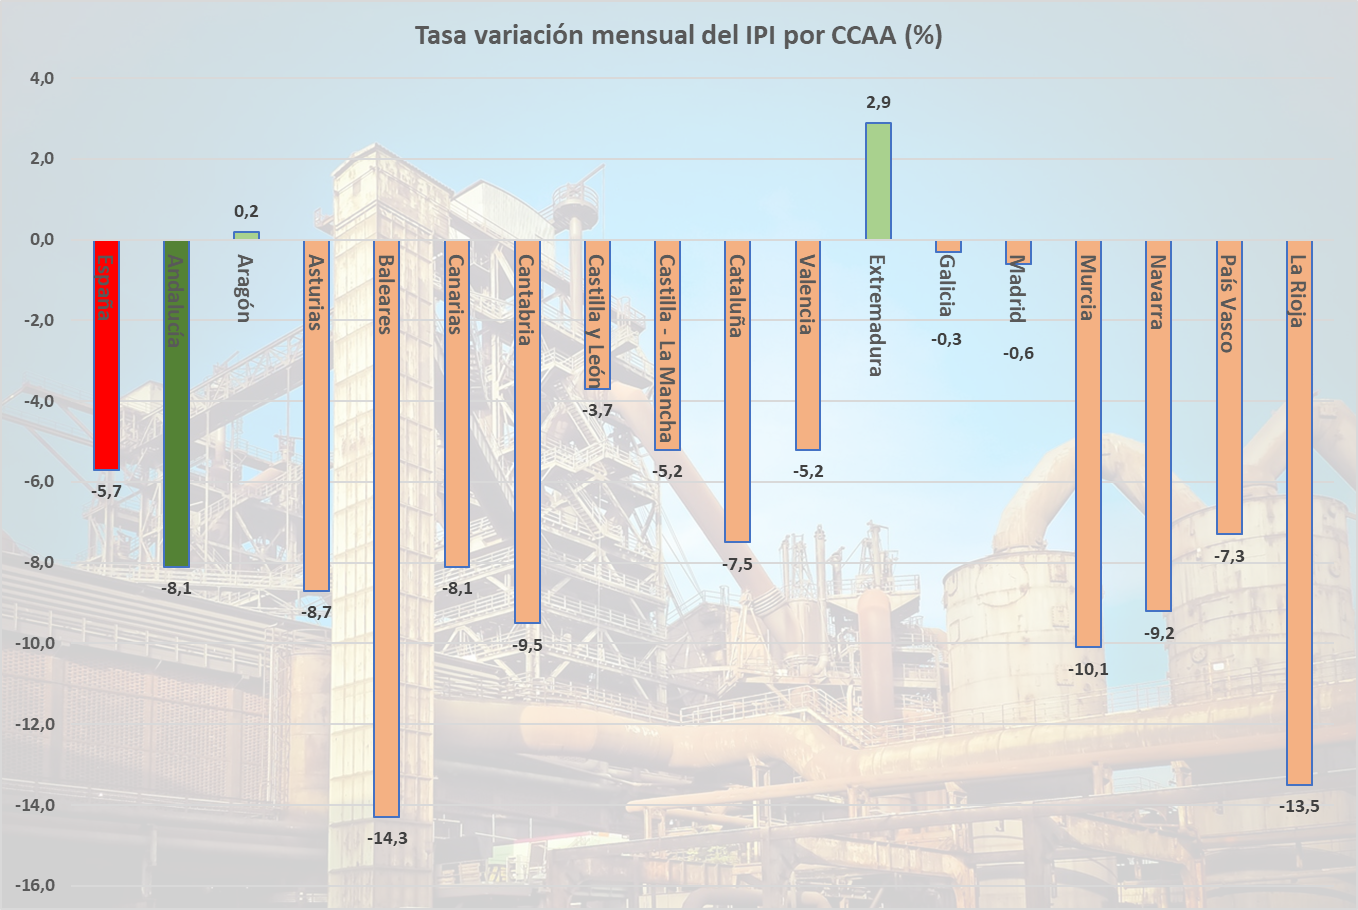 Tasa variación mensual del IPI por CCAA (%)
4,0
2,0
0,0
-2,0
-4,0
-6,0
-8,0
-10,0
-12,0
-14,0
-16,0
España
-5,7
Andalucía
-8,1
Aragón
0,2
Asturias
-8,7
Baleares
-14,3
Canarias
-8,1
Cantabria
-9,5
Castilla y León
-3,7
Castilla - La Mancha
-5,2
Cataluña
-7,5
Valencia
-5,2
Extremadura
2,9
Galicia
-0,3
Madrid
-0,6
Murcia
-10,1
Navarra
-9,2
País Vasco
-7,3
La Rioja
-13,5